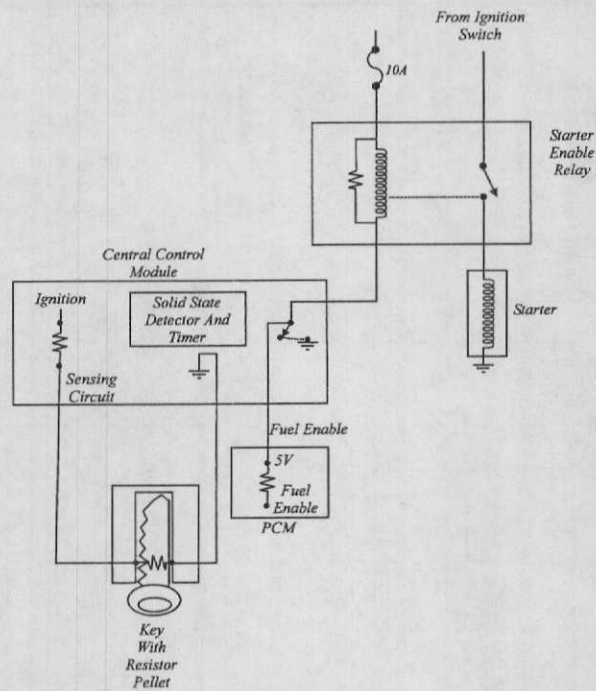 From Ignition
Switch
10A
Starter
Enable
Relay
Central Control
Module
Ignition
Solid State
Detector And
Timer
Starter
Sensing
Circuit
Fuel Enable
5V
Fuel
Enable
PCM
Key
With
Resistor
Pellet